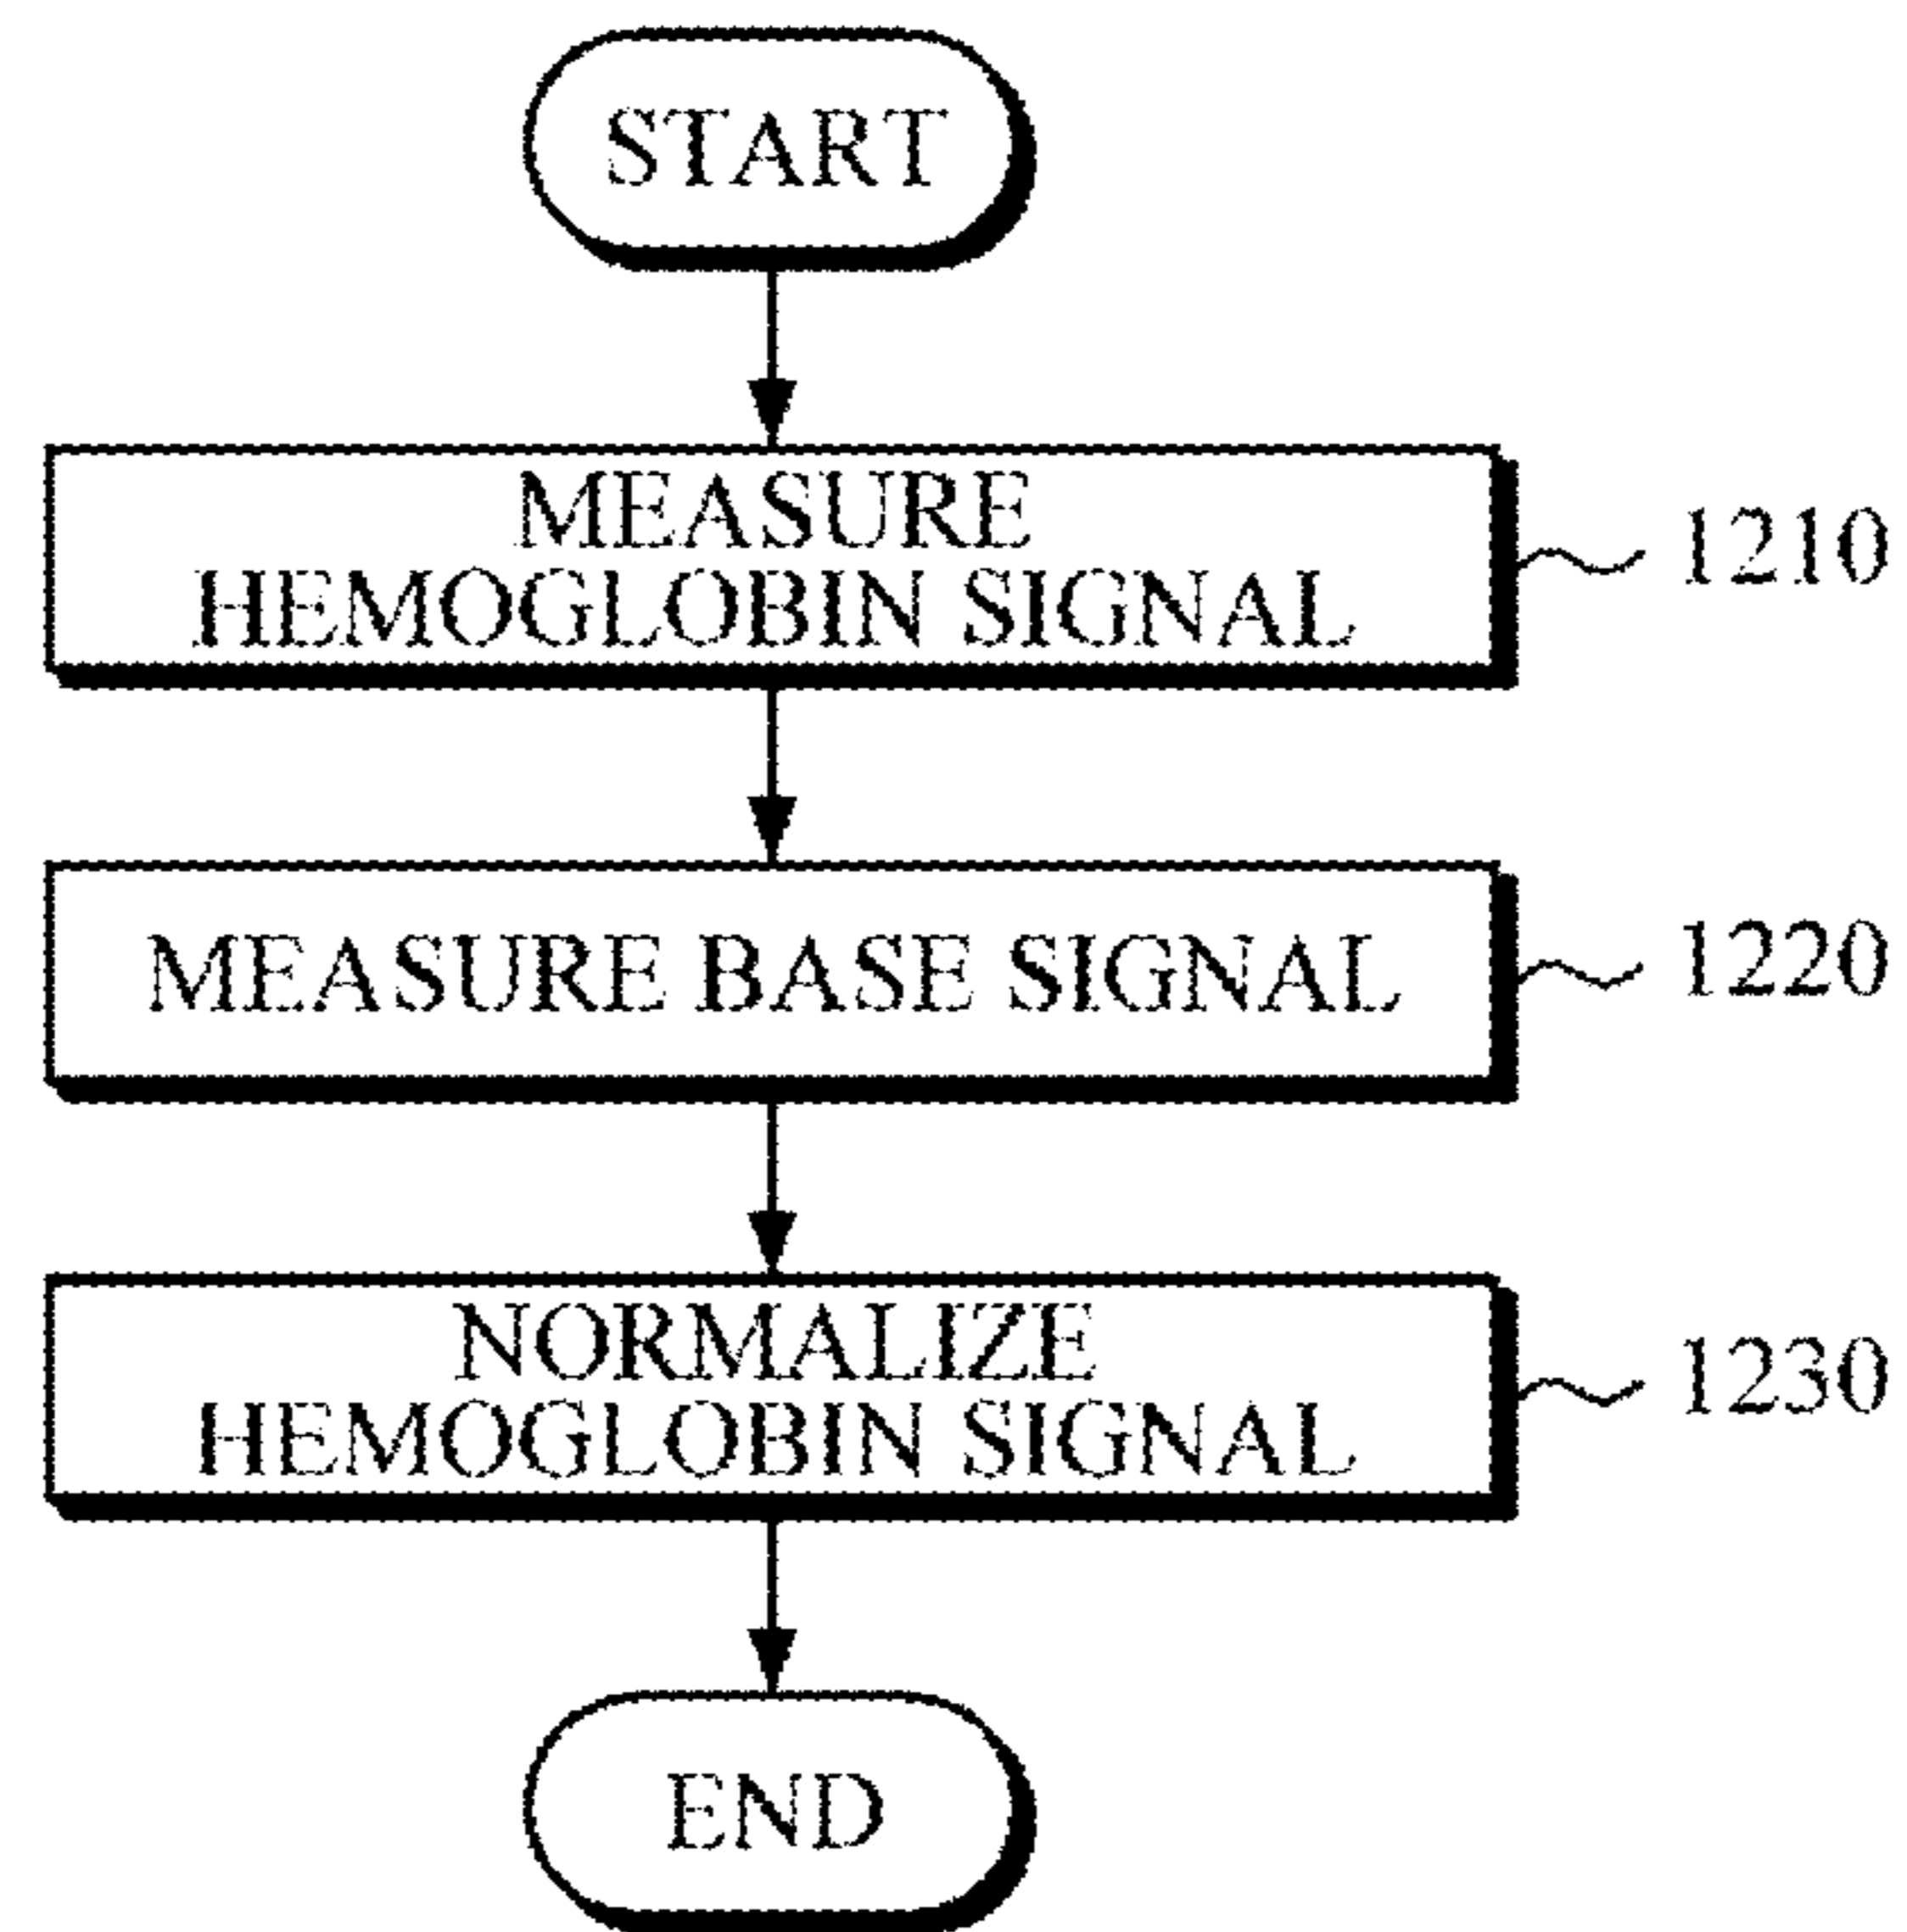 START
MEASURE
HEMOGLOBIN SIGNAL
1210
MEASURE BASE SIGNAL
1220
NORMALIZE
HEMOGLOBIN SIGNAL
1230
END